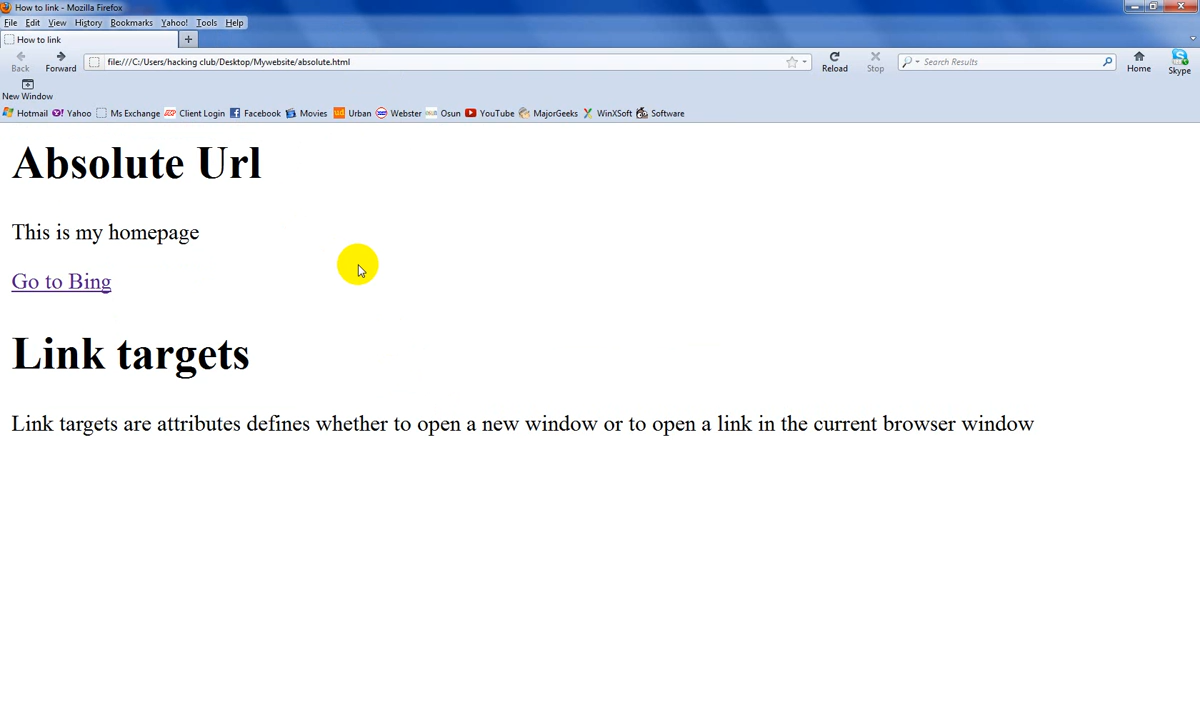 How to link - Mozilla Firefox
File Edit View History Bookmarks Yahoo! Tools Help
How to link
Back Forward file:///C:/Users/hacking club/Desktop/Mywebsite/absolute.html Reload Stop Search Results Home Skype
New Window
Hotmail Yahoo Ms Exchange Client Login Facebook Movies Urban Webster Osun YouTube MajorGeeks WinXSoft Software
Absolute Url
This is my homepage
Go to Bing
Link targets
Link targets are attributes defines whether to open a new window or to open a link in the current browser window